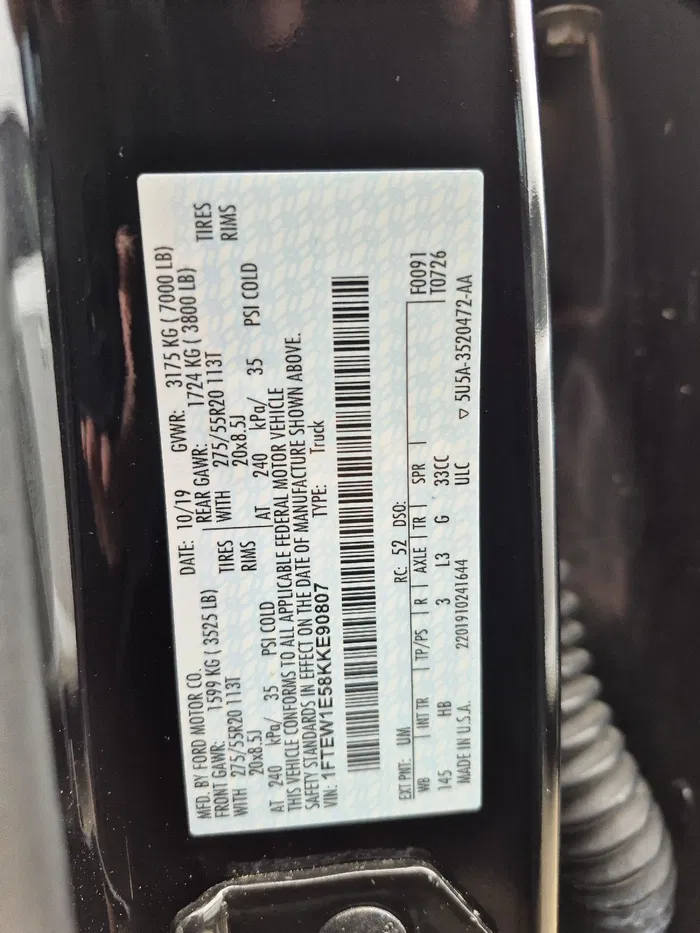 MFD. BY FORD MOTOR CO.
DATE: 10/19 GVWR: 3175 KG ( 7000 LB)
FRONT GAWR: 1599 KG ( 3525 LB) REAR GAWR: 1724 KG ( 3800 LB)
WITH 275/55R20 113T TIRES WITH 275/55R20 113T TIRES
20x8.5J RIMS 20x8.5J RIMS
AT 240 kPa/ 35 PSI COLD AT 240 kPa/ 35 PSI COLD
THIS VEHICLE CONFORMS TO ALL APPLICABLE FEDERAL MOTOR VEHICLE
SAFETY STANDARDS IN EFFECT ON THE DATE OF MANUFACTURE SHOWN ABOVE.
VIN: 1FTEW1E58KKE90807 TYPE: Truck
EXT PNT: UM RC: 52 DSO: F0091
WB INT TR TP/PS R AXLE TR SPR T0726
145 HB 3 L3 G 33CC
MADE IN U.S.A. 2201910241644 ULC ▽ 5U5A-3520472-AA